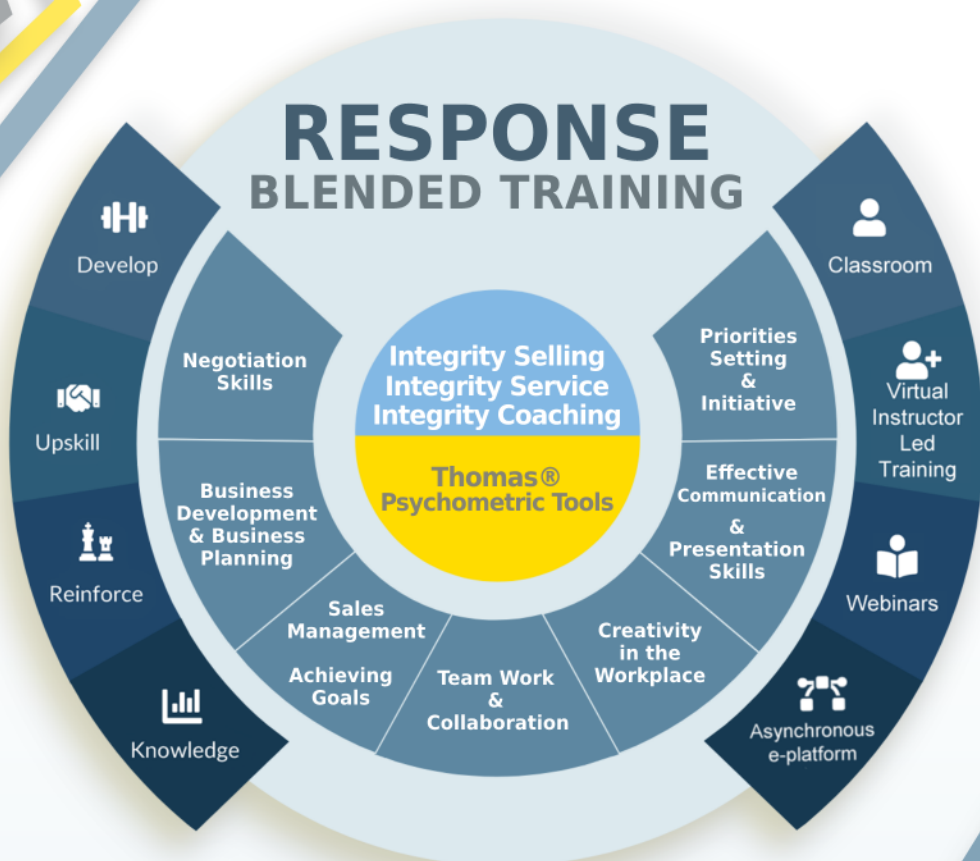 RESPONSE
BLENDED TRAINING
Develop
Upskill
Reinforce
Knowledge
Negotiation
Skills
Business
Development
& Business
Planning
Sales
Management
Achieving
Goals
Team Work
&
Collaboration
Creativity
in the
Workplace
Effective
Communication
&
Presentation
Skills
Priorities
Setting
&
Initiative
Integrity Selling
Integrity Service
Integrity Coaching
Thomas®
Psychometric Tools
Classroom
Virtual
Instructor
Led
Training
Webinars
Asynchronous
e-platform